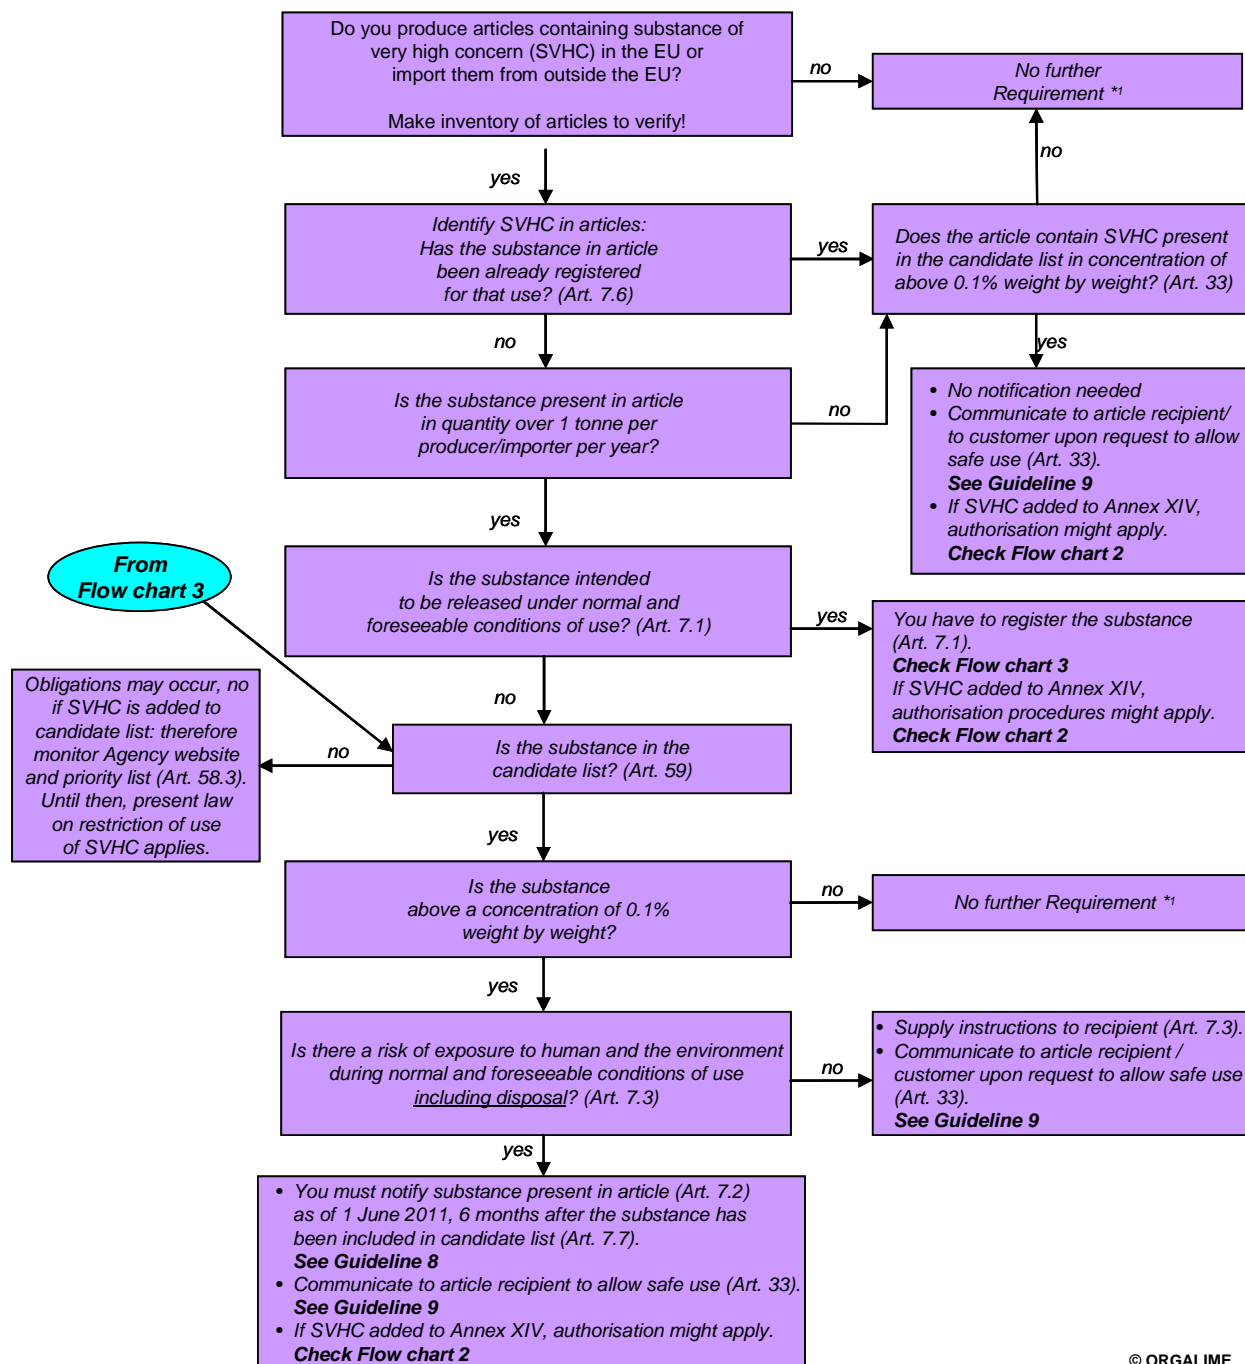 Do you produce articles containing substance of
very high concern (SVHC) in the EU or
import them from outside the EU?
Make inventory of articles to verify!
no
No further
Requirement *1
no
yes
Identify SVHC in articles:
Has the substance in article
been already registered
for that use? (Art. 7.6)
yes
Does the article contain SVHC present
in the candidate list in concentration of
above 0.1% weight by weight? (Art. 33)
no
yes
Is the substance present in article
in quantity over 1 tonne per
producer/importer per year?
no
• No notification needed
• Communicate to article recipient/
to customer upon request to allow
safe use (Art. 33).
See Guideline 9
• If SVHC added to Annex XIV,
authorisation might apply.
Check Flow chart 2
yes
From
Flow chart 3
Is the substance intended
to be released under normal and
foreseeable conditions of use? (Art. 7.1)
yes
You have to register the substance
(Art. 7.1).
Check Flow chart 3
If SVHC added to Annex XIV,
authorisation procedures might apply.
Check Flow chart 2
no
Obligations may occur, no
if SVHC is added to
candidate list: therefore
monitor Agency website
and priority list (Art. 58.3).
Until then, present law
on restriction of use
of SVHC applies.
no
Is the substance in the
candidate list? (Art. 59)
yes
Is the substance
above a concentration of 0.1%
weight by weight?
no
No further Requirement *1
yes
Is there a risk of exposure to human and the environment
during normal and foreseeable conditions of use
including disposal? (Art. 7.3)
no
• Supply instructions to recipient (Art. 7.3).
• Communicate to article recipient /
customer upon request to allow safe use
(Art. 33).
See Guideline 9
yes
• You must notify substance present in article (Art. 7.2)
as of 1 June 2011, 6 months after the substance has
been included in candidate list (Art. 7.7).
See Guideline 8
• Communicate to article recipient to allow safe use (Art. 33).
See Guideline 9
• If SVHC added to Annex XIV, authorisation might apply.
Check Flow chart 2
© ORGALIME